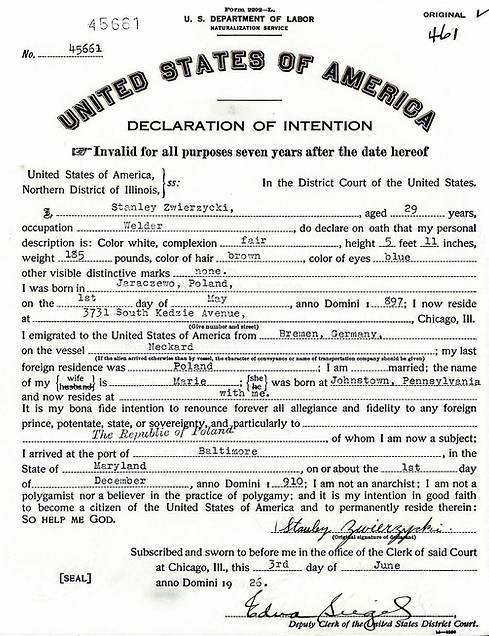 Form 2202-L.
45661
U. S. DEPARTMENT OF LABOR
NATURALIZATION SERVICE
ORIGINAL
461
No. 45661
UNITED STATES OF AMERICA
DECLARATION OF INTENTION
☞ Invalid for all purposes seven years after the date hereof
United States of America,
Northern District of Illinois,
ss:
In the District Court of the United States.
I, Stanley Zwierzycki, aged 29 years,
occupation Welder, do declare on oath that my personal
description is: Color white, complexion fair, height 5 feet 11 inches,
weight 185 pounds, color of hair brown, color of eyes blue
other visible distinctive marks none.
I was born in Jaraczewo, Poland,
on the 1st day of May, anno Domini 1897; I now reside
at 3731 South Kedzie Avenue, Chicago, Ill.
(Give number and street)
I emigrated to the United States of America from Bremen, Germany,
on the vessel Neckard; my last
(If the alien arrived otherwise than by vessel, the character of conveyance or name of transportation company should be given)
foreign residence was Poland; I am married; the name
of my wife husband is Marie; she he was born at Johnstown, Pennsylvania
and now resides at with me.
It is my bona fide intention to renounce forever all allegiance and fidelity to any foreign
prince, potentate, state, or sovereignty, and particularly to
The Republic of Poland, of whom I am now a subject;
I arrived at the port of Baltimore, in the
State of Maryland, on or about the 1st day
of December, anno Domini 1910; I am not an anarchist; I am not a
polygamist nor a believer in the practice of polygamy; and it is my intention in good faith
to become a citizen of the United States of America and to permanently reside therein:
SO HELP ME GOD.
Stanley Zwierzycki.
(Original signature of declarant)
Subscribed and sworn to before me in the office of the Clerk of said Court
at Chicago, Ill., this 3rd day of June
[SEAL]
anno Domini 19 26.
Edna
Deputy Clerk of the United States District Court.